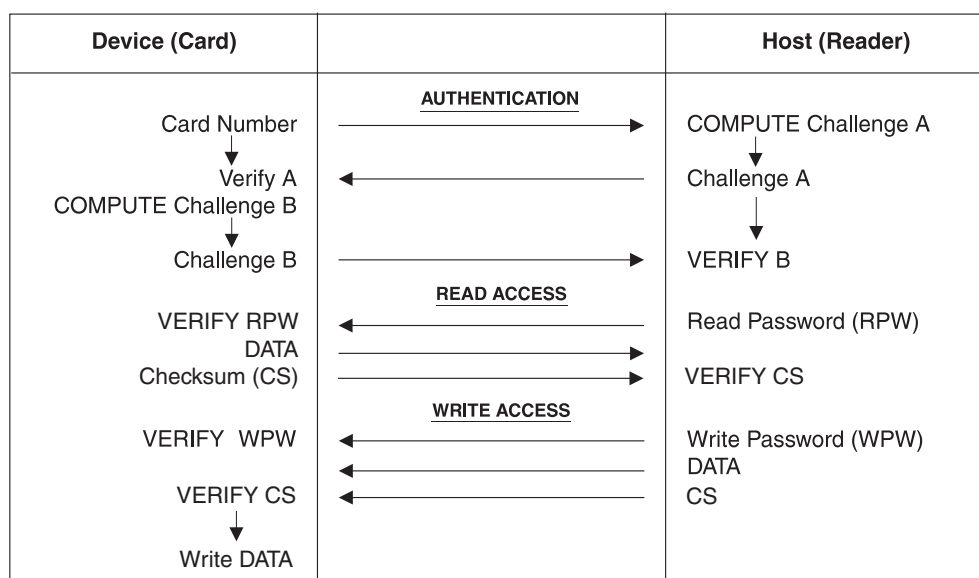 Device (Card) Host (Reader)
AUTHENTICATION
Card Number COMPUTE Challenge A
Verify A Challenge A
COMPUTE Challenge B
Challenge B VERIFY B
READ ACCESS
VERIFY RPW Read Password (RPW)
DATA
Checksum (CS) VERIFY CS
WRITE ACCESS
VERIFY WPW Write Password (WPW)
DATA
VERIFY CS CS
Write DATA